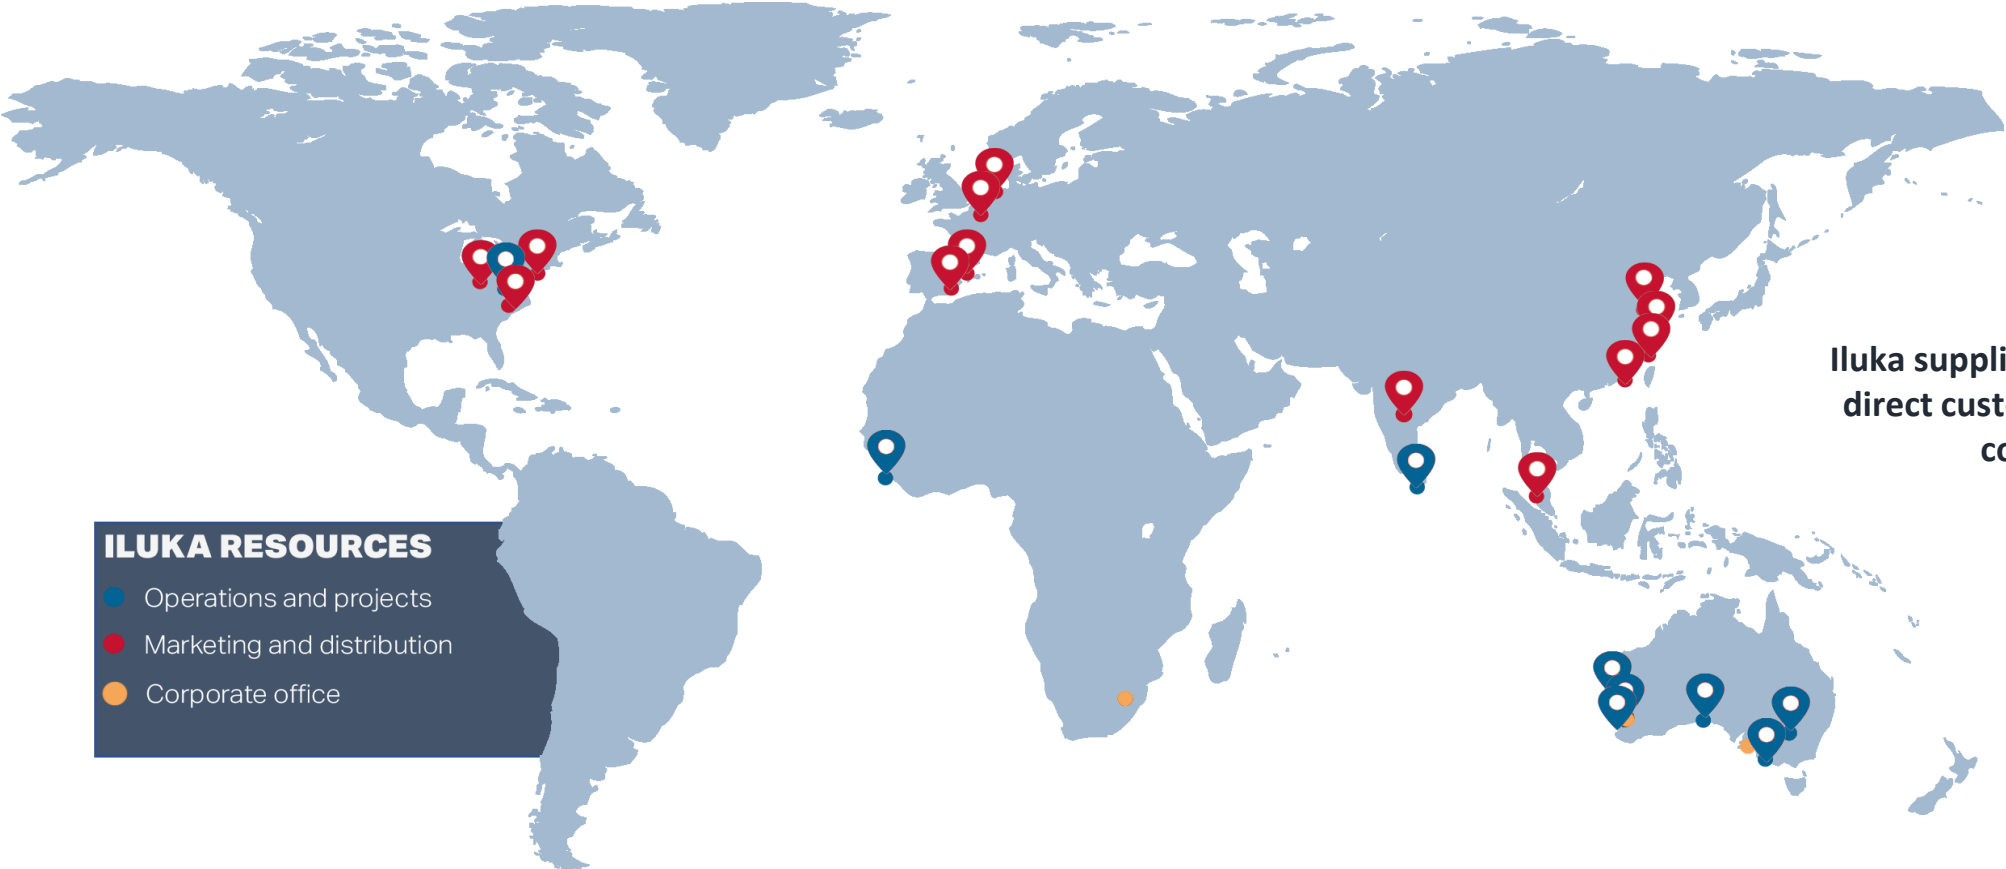 Iluka suppli
direct cust
co
ILUKA RESOURCES
Operations and projects
Marketing and distribution
Corporate office